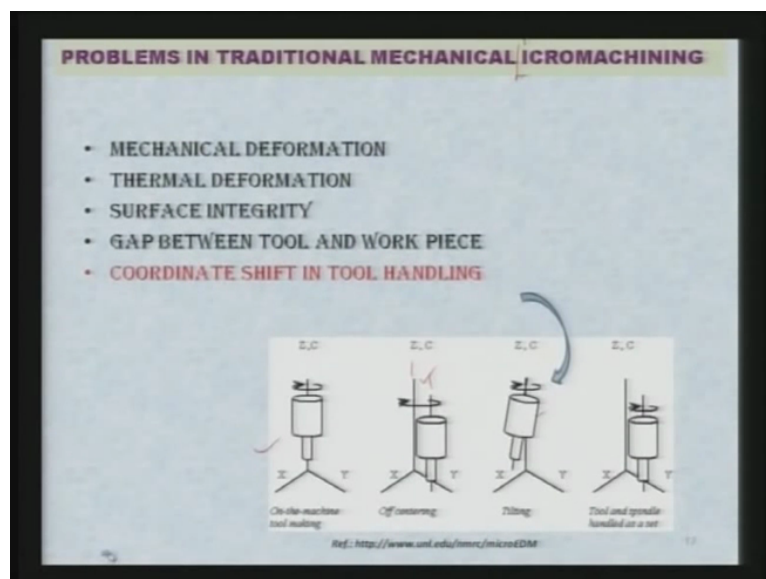 PROBLEMS IN TRADITIONAL MECHANICAL ICROMACHINING
• MECHANICAL DEFORMATION
• THERMAL DEFORMATION
• SURFACE INTEGRITY
• GAP BETWEEN TOOL AND WORK PIECE
• COORDINATE SHIFT IN TOOL HANDLING
Z,C Z,C Z,C Z,C
X Y X Y X Y X Y
On-the-machine tool making
Off centering
Tilting
Tool and spindle handled as a set
Ref.: http://www.unl.edu/nmrc/microEDM